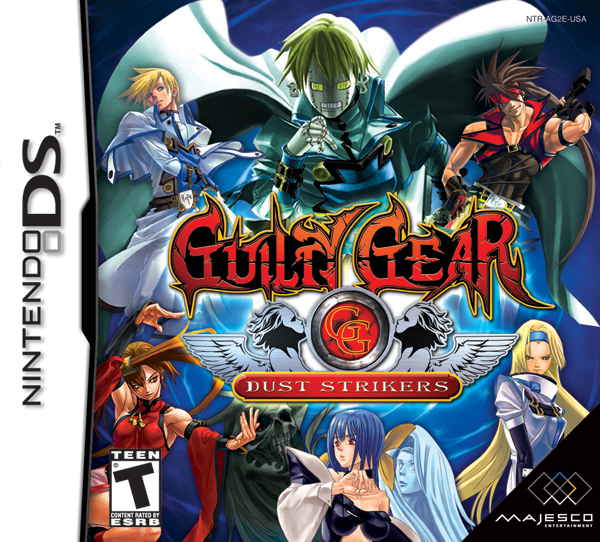 NTR-AG2E-USA
NINTENDO DS™
GUILTY GEAR
GG
DUST STRIKERS
TEEN
T
CONTENT RATED BY
ESRB
MAJESCO
ENTERTAINMENT